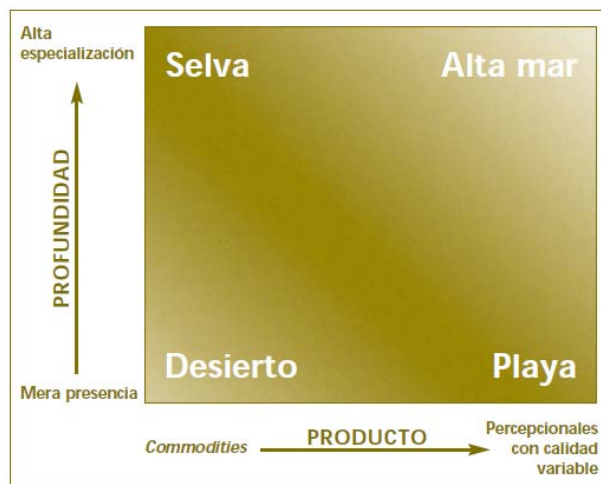 Alta
especialización
Selva
Alta mar
PROFUNDIDAD
Desierto
Playa
Mera presencia
Commodities
PRODUCTO
Percepcionales
con calidad
variable